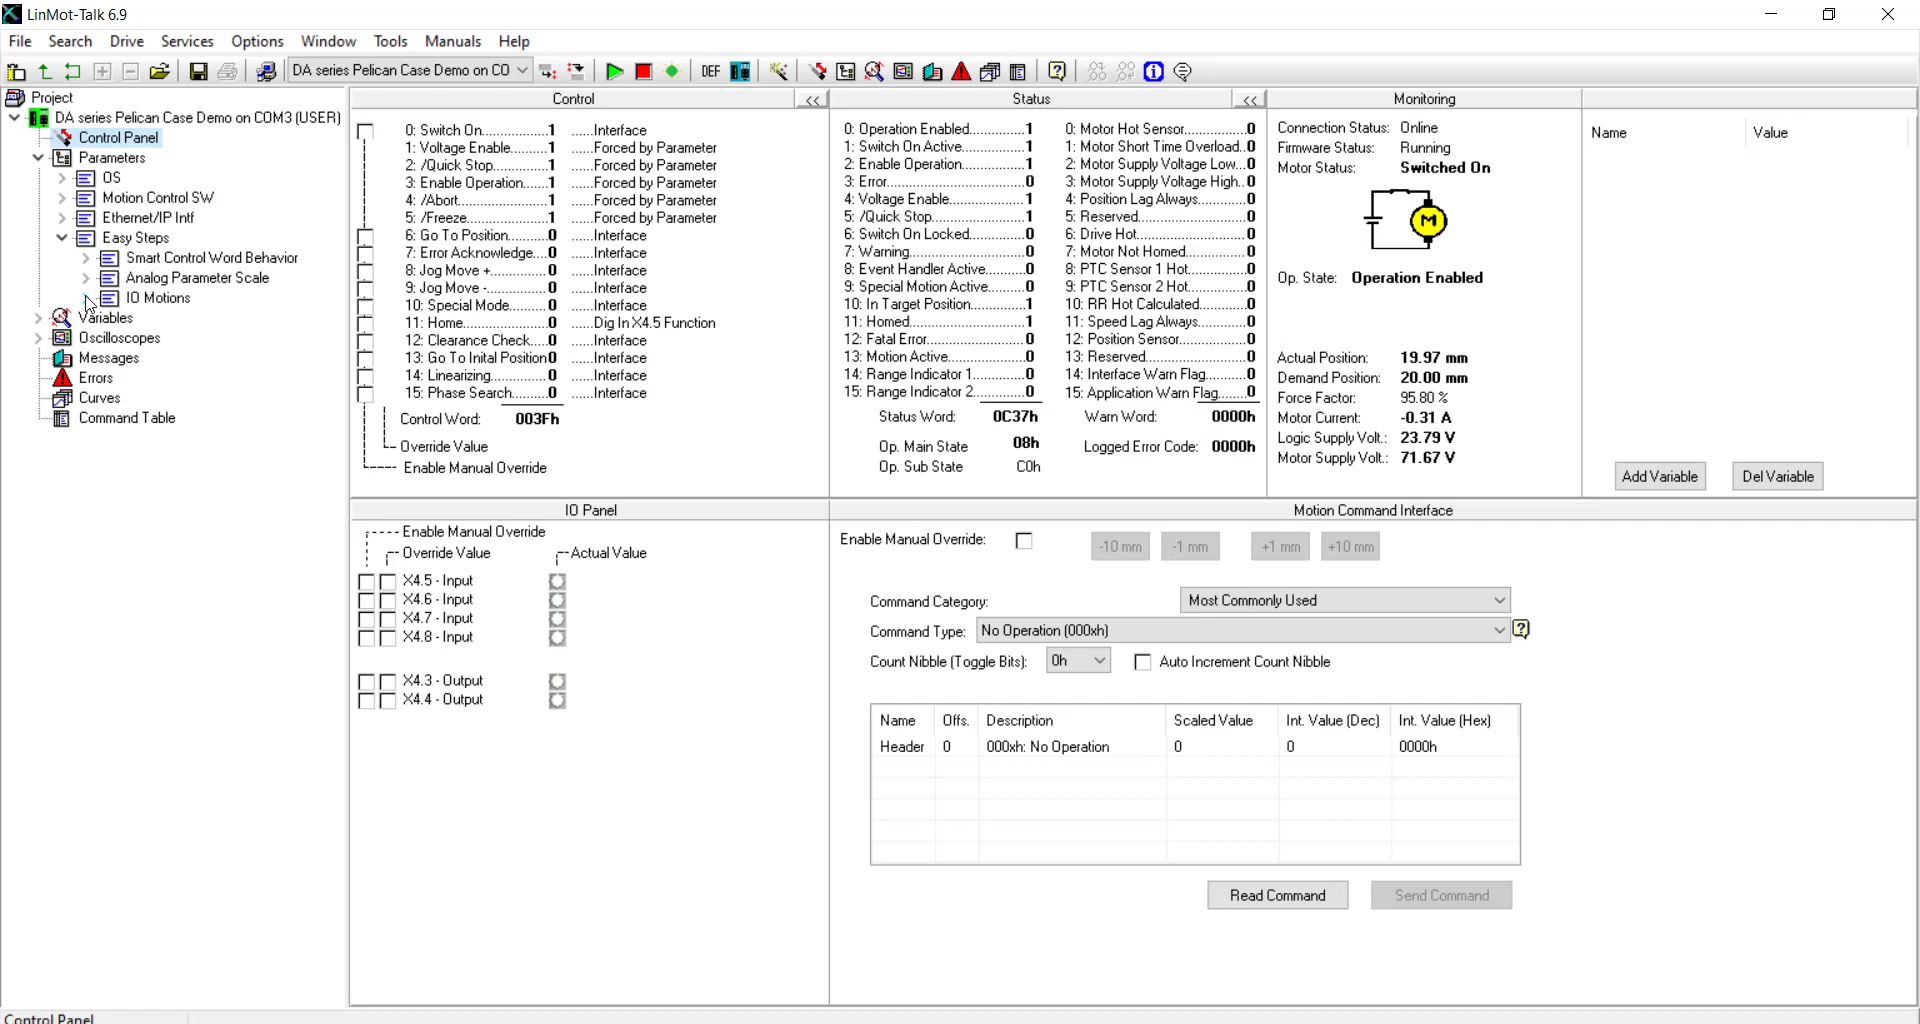 LinMot-Talk 6.9
File Search Drive Services Options Window Tools Manuals Help
DA series Pelican Case Demo on CO
DEF
Project
DA series Pelican Case Demo on COM3 (USER)
Control Panel
Parameters
OS
Motion Control SW
Ethernet/IP Intf
Easy Steps
Smart Control Word Behavior
Analog Parameter Scale
IO Motions
Variables
Oscilloscopes
Messages
Errors
Curves
Command Table
Control <<
0: Switch On..............1 ......Interface
1: Voltage Enable.........1 ......Forced by Parameter
2: /Quick Stop............1 ......Forced by Parameter
3: Enable Operation......1 ......Forced by Parameter
4: /Abort....................1 ......Forced by Parameter
5: /Freeze...................1 ......Forced by Parameter
6: Go To Position.........0 ......Interface
7: Error Acknowledge....0 ......Interface
8: Jog Move +.............0 ......Interface
9: Jog Move -.............0 ......Interface
10: Special Mode.........0 ......Interface
11: Home...................0 ......Dig In X4.5 Function
12: Clearance Check.....0 ......Interface
13: Go To Inital Position0 ......Interface
14: Linearizing.............0 ......Interface
15: Phase Search.........0 ......Interface
Control Word: 003Fh
Override Value
Enable Manual Override
Status <<
0: Operation Enabled.............1
1: Switch On Active...............1
2: Enable Operation...............1
3: Error...............................0
4: Voltage Enable.................1
5: /Quick Stop.....................1
6: Switch On Locked.............0
7: Warning..........................0
8: Event Handler Active.........0
9: Special Motion Active........0
10: In Target Position............1
11: Homed..........................1
12: Fatal Error......................0
13: Motion Active..................0
14: Range Indicator 1............0
15: Range Indicator 2............0
Status Word: 0C37h
Op. Main State 08h
Op. Sub State C0h
0: Motor Hot Sensor..............0
1: Motor Short Time Overload..0
2: Motor Supply Voltage Low...0
3: Motor Supply Voltage High..0
4: Position Lag Always...........0
5: Reserved........................0
6: Drive Hot........................0
7: Motor Not Homed..............0
8: PTC Sensor 1 Hot.............0
9: PTC Sensor 2 Hot.............0
10: RR Hot Calculated...........0
11: Speed Lag Always...........0
12: Position Sensor...............0
13: Reserved.......................0
14: Interface Warn Flag.........0
15: Application Warn Flag.......0
Warn Word: 0000h
Logged Error Code: 0000h
Monitoring
Connection Status: Online
Firmware Status: Running
Motor Status: Switched On
M
Op. State: Operation Enabled
Actual Position: 19.97 mm
Demand Position: 20.00 mm
Force Factor: 95.80 %
Motor Current: -0.31 A
Logic Supply Volt.: 23.79 V
Motor Supply Volt.: 71.67 V
Name Value
Add Variable Del Variable
IO Panel
Enable Manual Override
Override Value Actual Value
X4.5 - Input
X4.6 - Input
X4.7 - Input
X4.8 - Input
X4.3 - Output
X4.4 - Output
Motion Command Interface
Enable Manual Override: -10 mm -1 mm +1 mm +10 mm
Command Category: Most Commonly Used
Command Type: No Operation (000xh)
Count Nibble (Toggle Bits): 0h Auto Increment Count Nibble
Name Offs. Description Scaled Value Int. Value (Dec) Int. Value (Hex)
Header 0 000xh: No Operation 0 0 0000h
Read Command Send Command
Control Panel